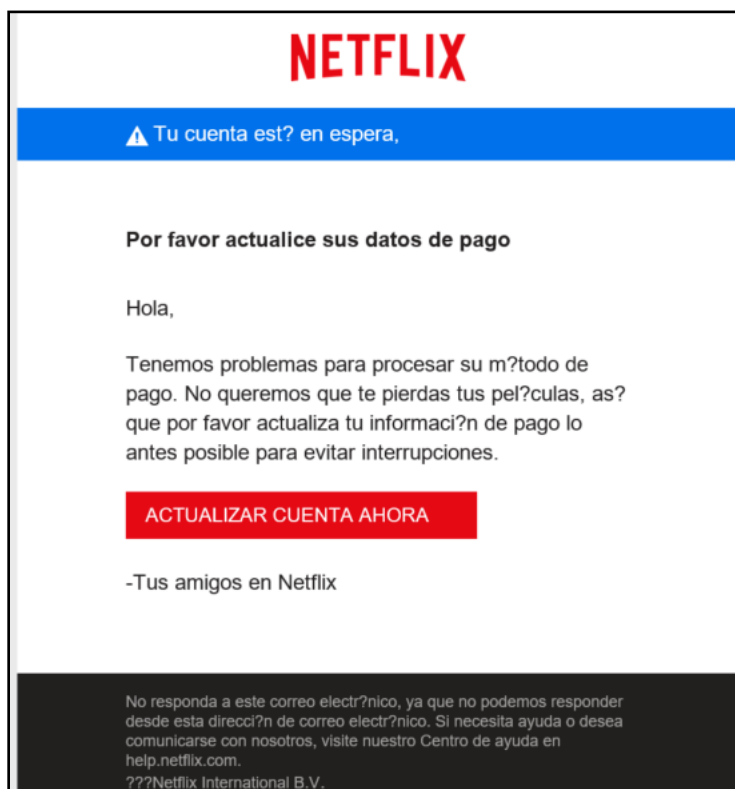 NETFLIX
Tu cuenta est? en espera,
Por favor actualice sus datos de pago
Hola,
Tenemos problemas para procesar su m?todo de
pago. No queremos que te pierdas tus pel?culas, as?
que por favor actualiza tu informaci?n de pago lo
antes posible para evitar interrupciones.
ACTUALIZAR CUENTA AHORA
-Tus amigos en Netflix
No responda a este correo electr?nico, ya que no podemos responder
desde esta direcci?n de correo electr?nico. Si necesita ayuda o desea
comunicarse con nosotros, visite nuestro Centro de ayuda en
help.netflix.com.
???Netflix International B.V.